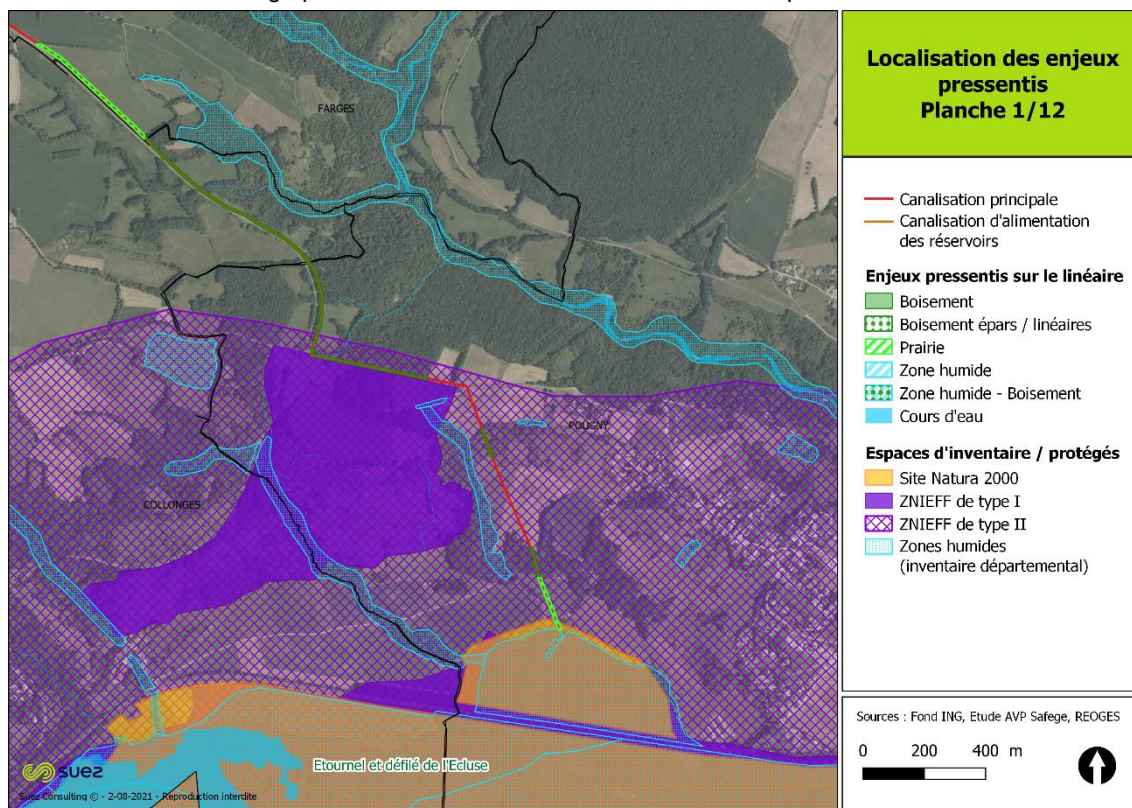 FARGES
POUGNY
COLLONGES
Etournel et défilé de l'Ecluse
suez
Suez Consulting © - 2-08-2021 - Reproduction interdite
Localisation des enjeux
pressentis
Planche 1/12
Canalisation principale
Canalisation d'alimentation
des réservoirs
Enjeux pressentis sur le linéaire
Boisement
Boisement épars / linéaires
Prairie
Zone humide
Zone humide - Boisement
Cours d'eau
Espaces d'inventaire / protégés
Site Natura 2000
ZNIEFF de type I
ZNIEFF de type II
Zones humides
(inventaire départemental)
Sources : Fond ING, Etude AVP Safege, REOGES
0 200 400 m